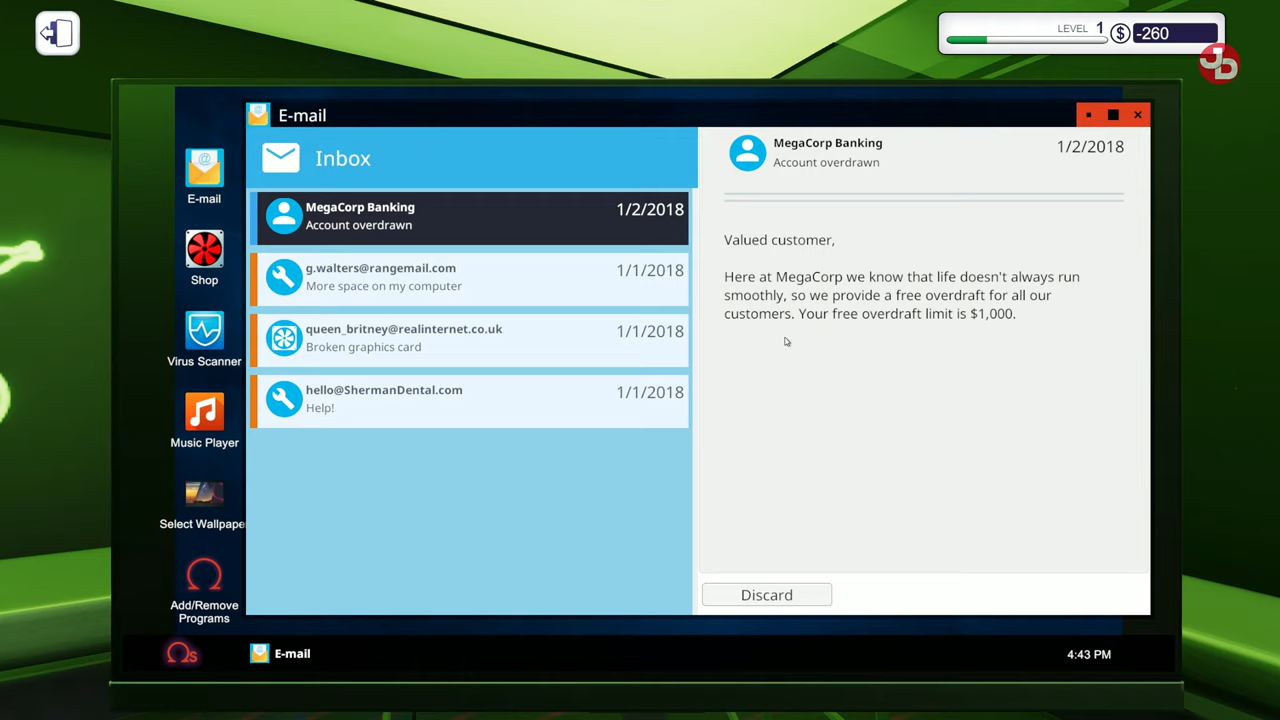 LEVEL 1
$ -260
JD
E-mail
Inbox
MegaCorp Banking
Account overdrawn
1/2/2018
g.walters@rangemail.com
More space on my computer
1/1/2018
queen_britney@realinternet.co.uk
Broken graphics card
1/1/2018
hello@ShermanDental.com
Help!
1/1/2018
MegaCorp Banking
Account overdrawn
1/2/2018
Valued customer,
Here at MegaCorp we know that life doesn't always run
smoothly, so we provide a free overdraft for all our
customers. Your free overdraft limit is $1,000.
Discard
E-mail
Shop
Virus Scanner
Music Player
Select Wallpape
Add/Remove
Programs
Ωs
E-mail
4:43 PM